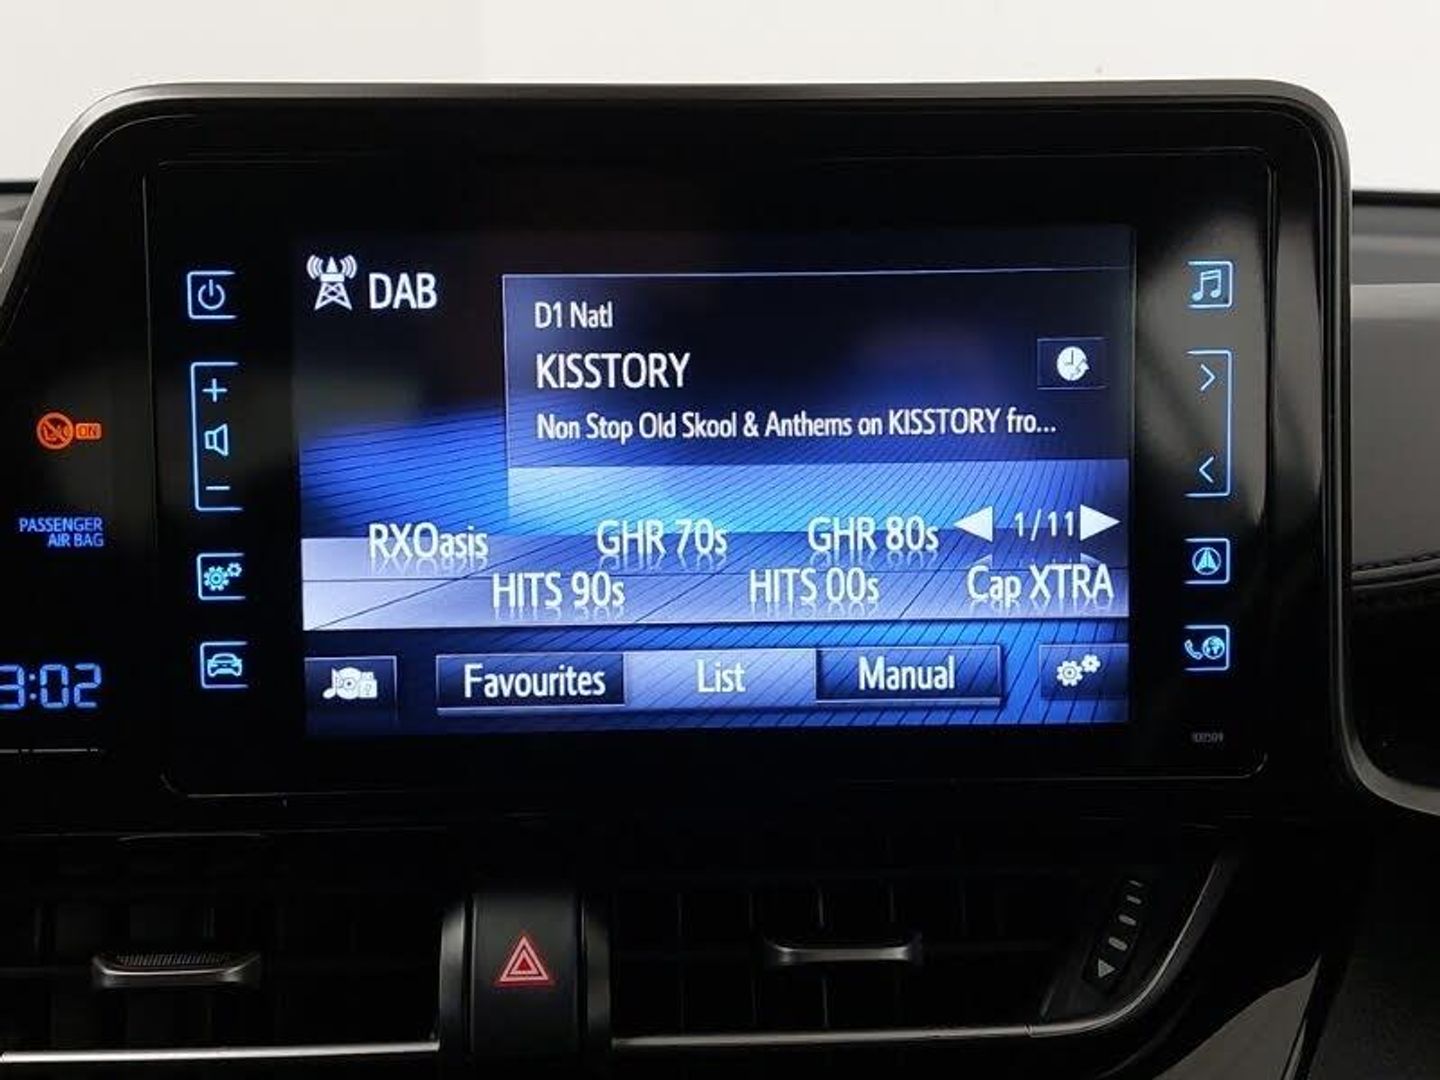 DAB
D1 Natl
KISSTORY
Non Stop Old Skool & Anthems on KISSTORY fro...
RXOasis GHR 70s GHR 80s 1/11
HITS 90s HITS 00s Cap XTRA
Favourites List Manual
ON
PASSENGER
AIR BAG
3:02